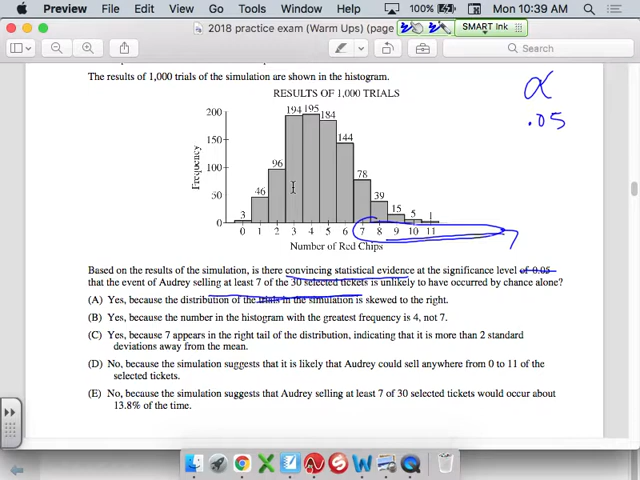 Preview File Edit View Go Tools Window Help 100% Mon 10:39 AM
2018 practice exam (Warm Ups) (page
SMART Ink
Search
The results of 1,000 trials of the simulation are shown in the histogram.
α
.05
RESULTS OF 1,000 TRIALS
Frequency
200
150
100
50
0
3 46 96 194 195 184 144 78 39 15 5 1
0 1 2 3 4 5 6 7 8 9 10 11
Number of Red Chips
Based on the results of the simulation, is there convincing statistical evidence at the significance level of 0.05
that the event of Audrey selling at least 7 of the 30 selected tickets is unlikely to have occurred by chance alone?
(A) Yes, because the distribution of the trials in the simulation is skewed to the right.
(B) Yes, because the number in the histogram with the greatest frequency is 4, not 7.
(C) Yes, because 7 appears in the right tail of the distribution, indicating that it is more than 2 standard
deviations away from the mean.
(D) No, because the simulation suggests that it is likely that Audrey could sell anywhere from 0 to 11 of the
selected tickets.
(E) No, because the simulation suggests that Audrey selling at least 7 of 30 selected tickets would occur about
13.8% of the time.